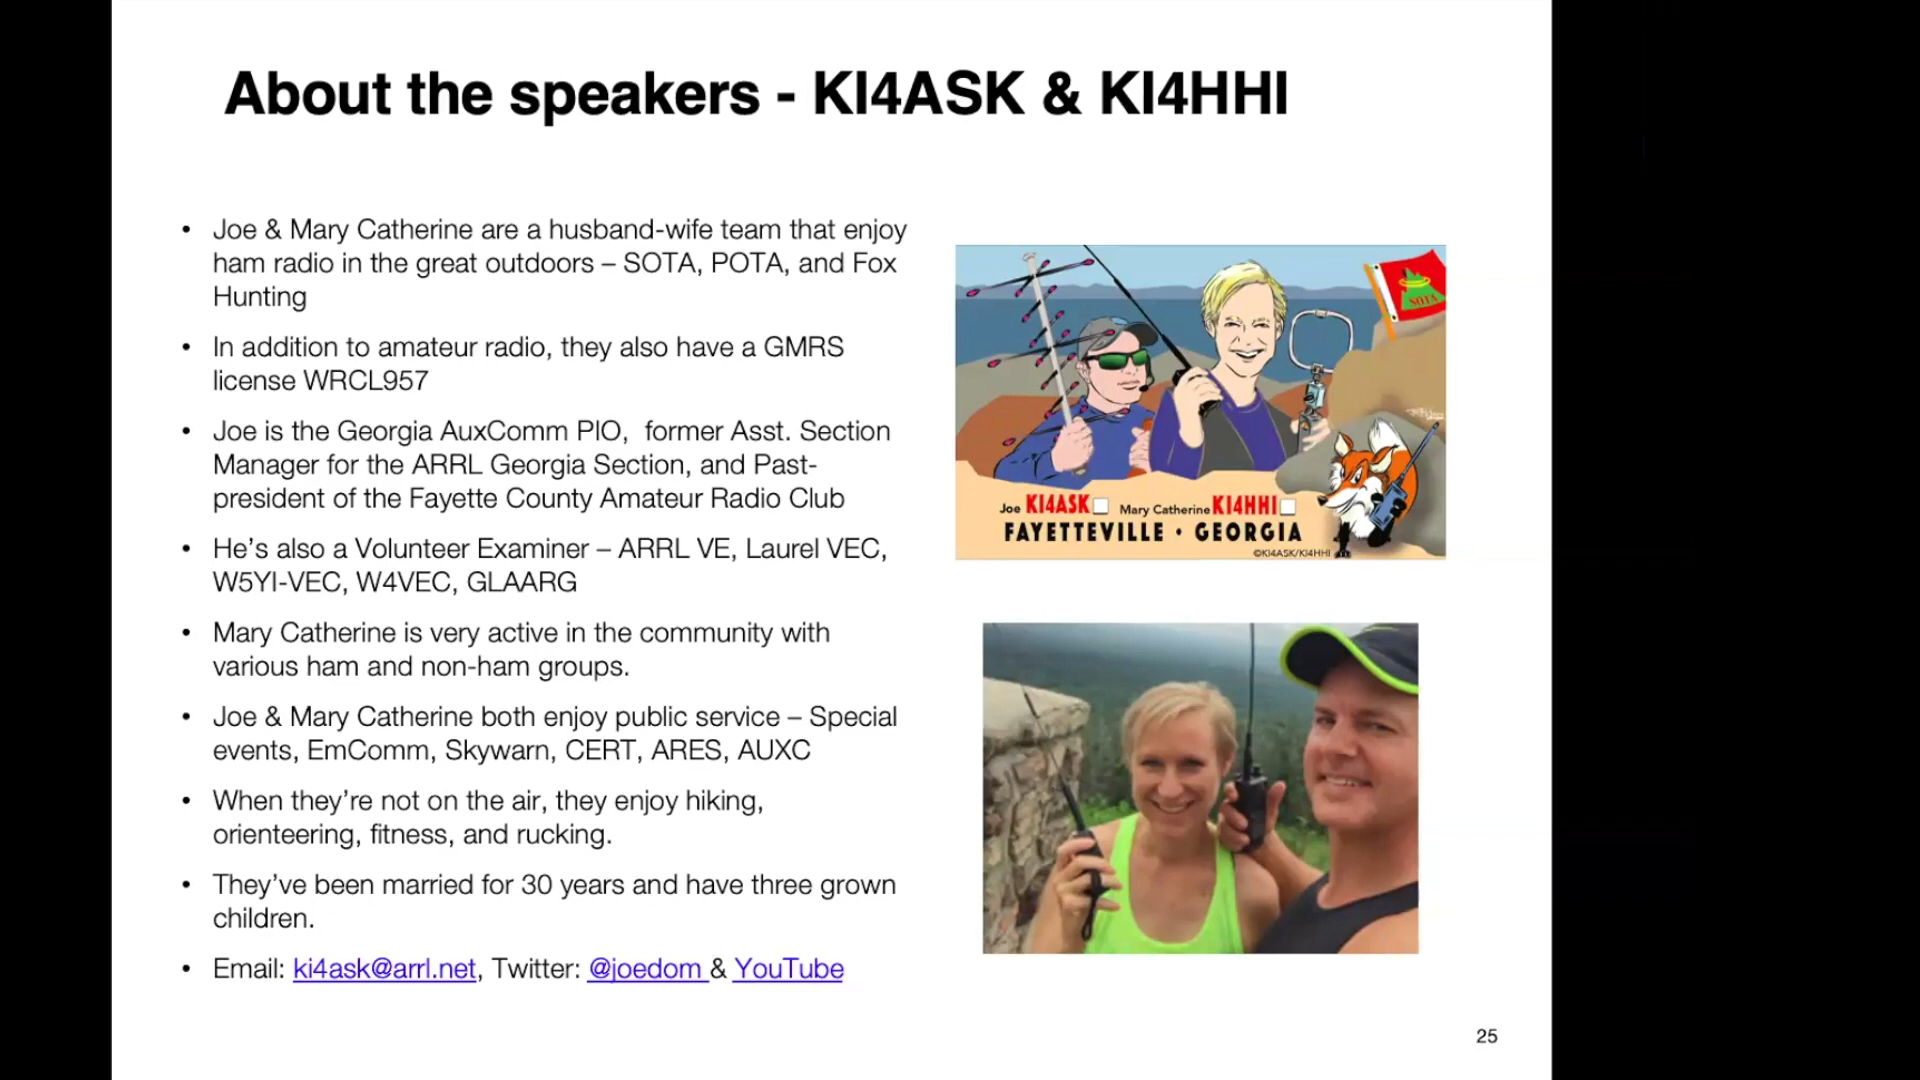 About the speakers - KI4ASK & KI4HHI
• Joe & Mary Catherine are a husband-wife team that enjoy
ham radio in the great outdoors – SOTA, POTA, and Fox
Hunting
• In addition to amateur radio, they also have a GMRS
license WRCL957
• Joe is the Georgia AuxComm PIO,  former Asst. Section
Manager for the ARRL Georgia Section, and Past-
president of the Fayette County Amateur Radio Club
• He's also a Volunteer Examiner – ARRL VE, Laurel VEC,
W5YI-VEC, W4VEC, GLAARG
• Mary Catherine is very active in the community with
various ham and non-ham groups.
• Joe & Mary Catherine both enjoy public service – Special
events, EmComm, Skywarn, CERT, ARES, AUXC
• When they're not on the air, they enjoy hiking,
orienteering, fitness, and rucking.
• They've been married for 30 years and have three grown
children.
• Email: ki4ask@arrl.net, Twitter: @joedom & YouTube
SOTA
Joe KI4ASK Mary Catherine KI4HHI
FAYETTEVILLE • GEORGIA
©KI4ASK/KI4HHI
25